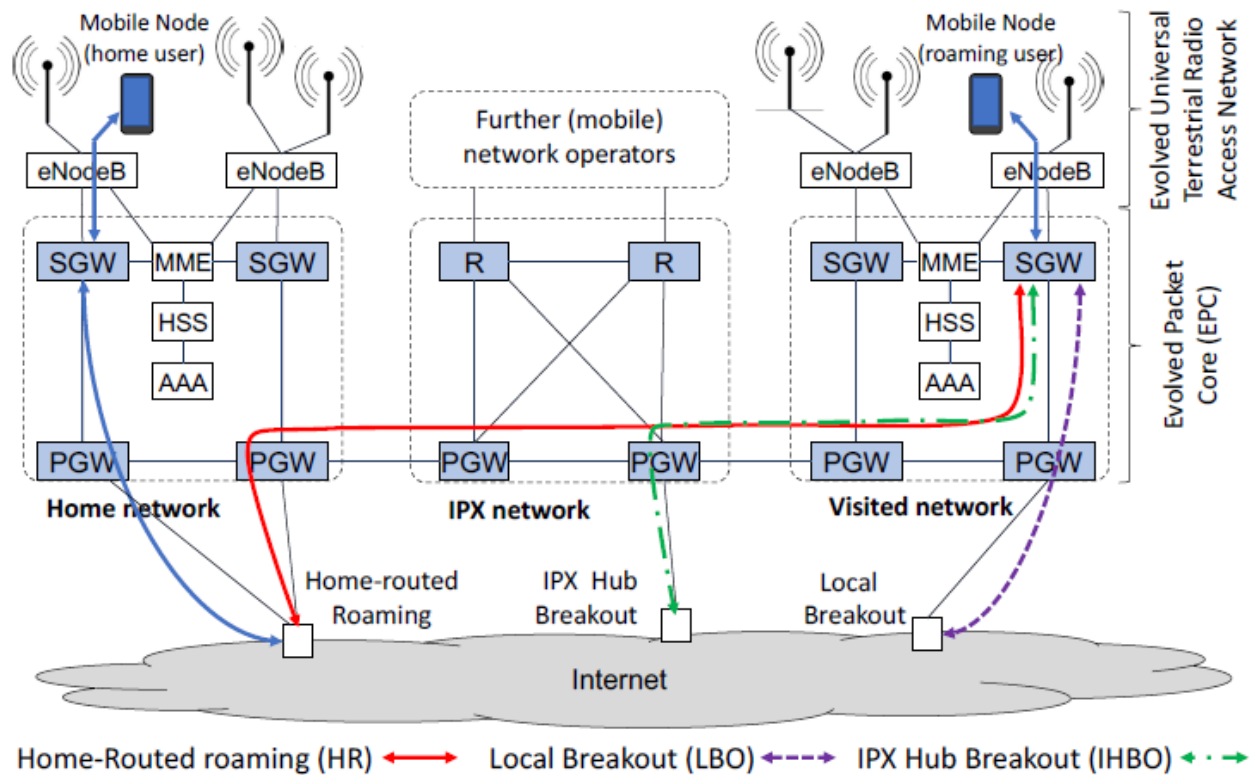 Mobile Node
(home user)
Mobile Node
(roaming user)
Further (mobile)
network operators
eNodeB
eNodeB
eNodeB
eNodeB
Evolved Universal
Terrestrial Radio
Access Network
SGW
MME
SGW
R
R
SGW
MME
SGW
HSS
HSS
AAA
AAA
Evolved Packet
Core (EPC)
PGW
PGW
PGW
PGW
PGW
PGW
Home network
IPX network
Visited network
Home-routed
Roaming
IPX Hub
Breakout
Local
Breakout
Internet
Home-Routed roaming (HR)
Local Breakout (LBO)
IPX Hub Breakout (IHBO)